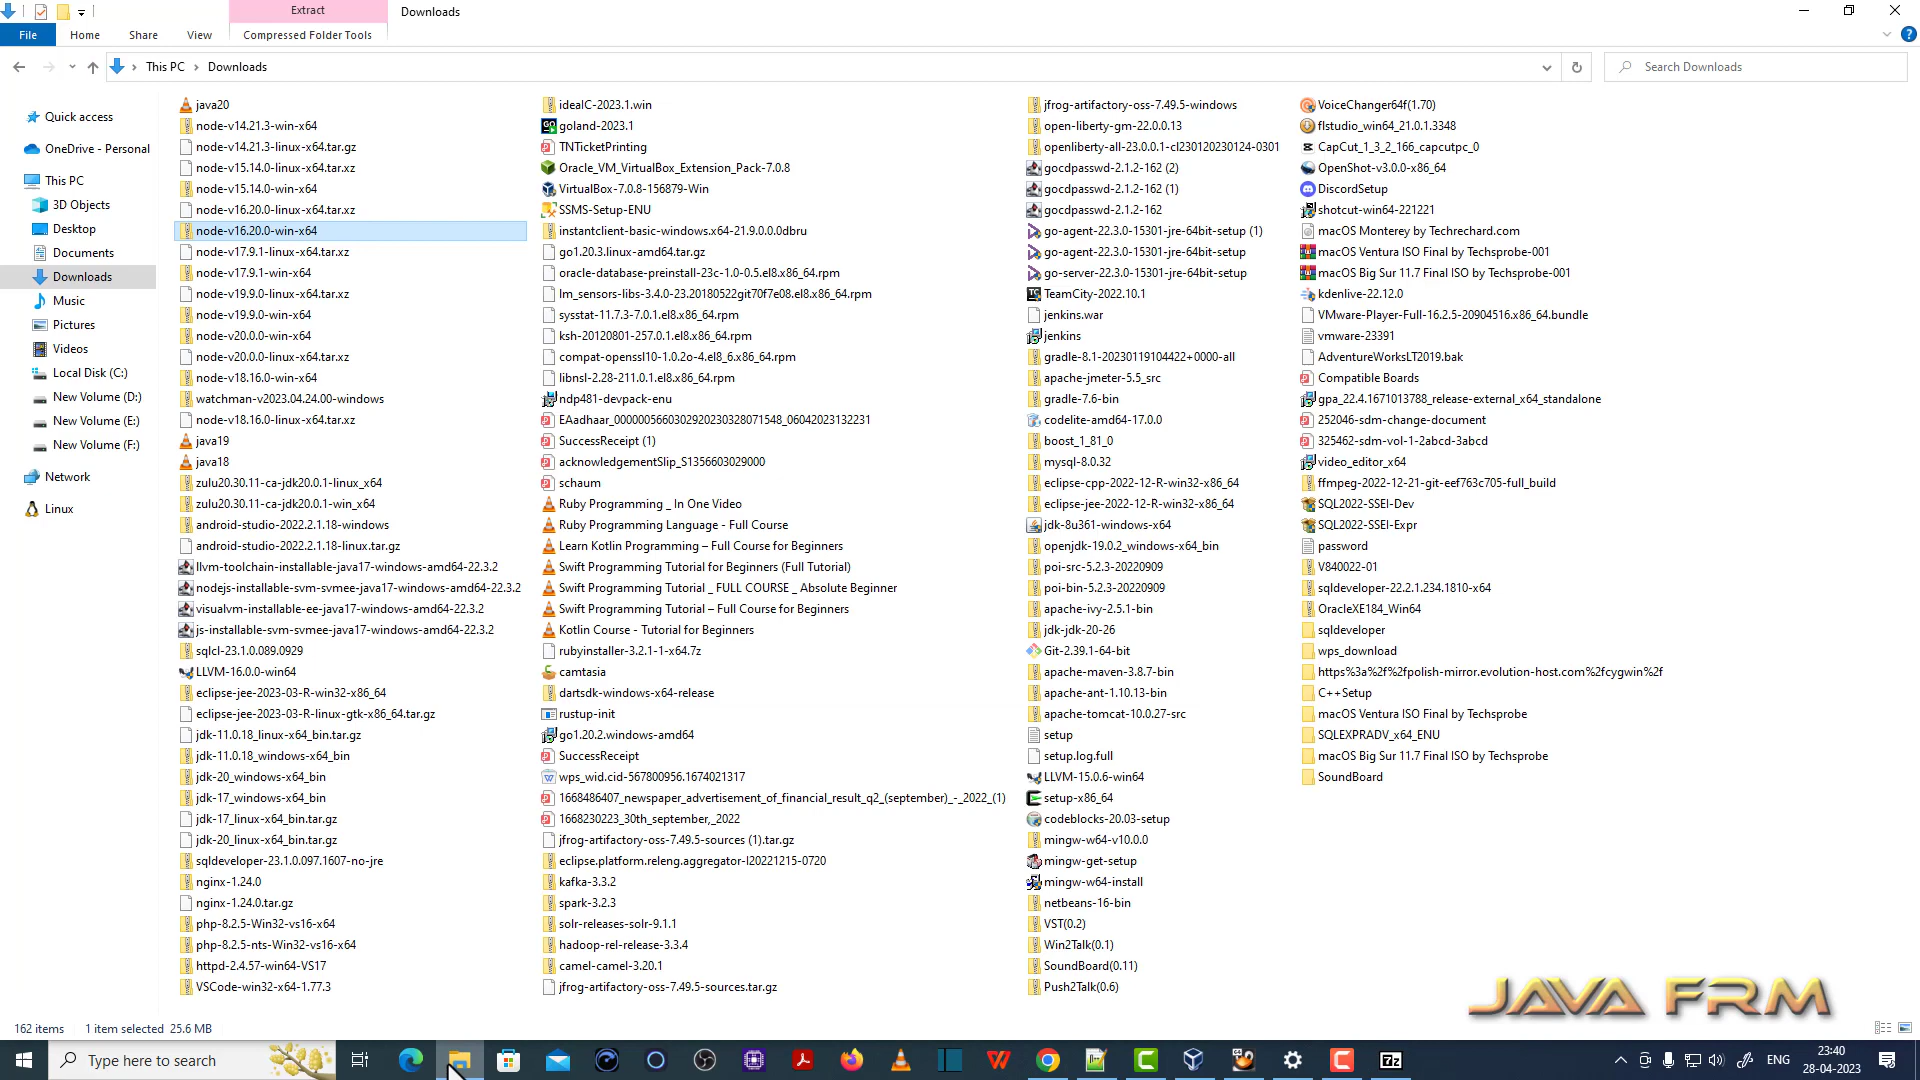 Extract
Downloads
File
Home
Share
View
Compressed Folder Tools
This PC
Downloads
Search Downloads
Quick access
OneDrive - Personal
This PC
3D Objects
Desktop
Documents
Downloads
Music
Pictures
Videos
Local Disk (C:)
New Volume (D:)
New Volume (E:)
New Volume (F:)
Network
Linux
java20
node-v14.21.3-win-x64
node-v14.21.3-linux-x64.tar.gz
node-v15.14.0-linux-x64.tar.xz
node-v15.14.0-win-x64
node-v16.20.0-linux-x64.tar.xz
node-v16.20.0-win-x64
node-v17.9.1-linux-x64.tar.xz
node-v17.9.1-win-x64
node-v19.9.0-linux-x64.tar.xz
node-v19.9.0-win-x64
node-v20.0.0-win-x64
node-v20.0.0-linux-x64.tar.xz
node-v18.16.0-win-x64
watchman-v2023.04.24.00-windows
node-v18.16.0-linux-x64.tar.xz
java19
java18
zulu20.30.11-ca-jdk20.0.1-linux_x64
zulu20.30.11-ca-jdk20.0.1-win_x64
android-studio-2022.2.1.18-windows
android-studio-2022.2.1.18-linux.tar.gz
llvm-toolchain-installable-java17-windows-amd64-22.3.2
nodejs-installable-svm-svmee-java17-windows-amd64-22.3.2
visualvm-installable-ee-java17-windows-amd64-22.3.2
js-installable-svm-svmee-java17-windows-amd64-22.3.2
sqlcl-23.1.0.089.0929
LLVM-16.0.0-win64
eclipse-jee-2023-03-R-win32-x86_64
eclipse-jee-2023-03-R-linux-gtk-x86_64.tar.gz
jdk-11.0.18_linux-x64_bin.tar.gz
jdk-11.0.18_windows-x64_bin
jdk-20_windows-x64_bin
jdk-17_windows-x64_bin
jdk-17_linux-x64_bin.tar.gz
jdk-20_linux-x64_bin.tar.gz
sqldeveloper-23.1.0.097.1607-no-jre
nginx-1.24.0
nginx-1.24.0.tar.gz
php-8.2.5-Win32-vs16-x64
php-8.2.5-nts-Win32-vs16-x64
httpd-2.4.57-win64-VS17
VSCode-win32-x64-1.77.3
idealC-2023.1.win
goland-2023.1
TNTicketPrinting
Oracle_VM_VirtualBox_Extension_Pack-7.0.8
VirtualBox-7.0.8-156879-Win
SSMS-Setup-ENU
instantclient-basic-windows.x64-21.9.0.0.0dbru
go1.20.3.linux-amd64.tar.gz
oracle-database-preinstall-23c-1.0-0.5.el8.x86_64.rpm
lm_sensors-libs-3.4.0-23.20180522git70f7e08.el8.x86_64.rpm
sysstat-11.7.3-7.0.1.el8.x86_64.rpm
ksh-20120801-257.0.1.el8.x86_64.rpm
compat-openssl10-1.0.2o-4.el8_6.x86_64.rpm
libnsl-2.28-211.0.1.el8.x86_64.rpm
ndp481-devpack-enu
EAadhaar_0000005660302920230328071548_06042023132231
SuccessReceipt (1)
acknowledgementSlip_S1356603029000
schaum
Ruby Programming _ In One Video
Ruby Programming Language - Full Course
Learn Kotlin Programming – Full Course for Beginners
Swift Programming Tutorial for Beginners (Full Tutorial)
Swift Programming Tutorial _ FULL COURSE _ Absolute Beginner
Swift Programming Tutorial – Full Course for Beginners
Kotlin Course - Tutorial for Beginners
rubyinstaller-3.2.1-1-x64.7z
camtasia
dartsdk-windows-x64-release
rustup-init
go1.20.2.windows-amd64
SuccessReceipt
wps_wid.cid-567800956.1674021317
1668486407_newspaper_advertisement_of_financial_result_q2_(september)_-_2022_(1)
1668230223_30th_september,_2022
jfrog-artifactory-oss-7.49.5-sources (1).tar.gz
eclipse.platform.releng.aggregator-I20221215-0720
kafka-3.3.2
spark-3.2.3
solr-releases-solr-9.1.1
hadoop-rel-release-3.3.4
camel-camel-3.20.1
jfrog-artifactory-oss-7.49.5-sources.tar.gz
jfrog-artifactory-oss-7.49.5-windows
open-liberty-gm-22.0.0.13
openliberty-all-23.0.0.1-cl230120230124-0301
gocdpasswd-2.1.2-162 (2)
gocdpasswd-2.1.2-162 (1)
gocdpasswd-2.1.2-162
go-agent-22.3.0-15301-jre-64bit-setup (1)
go-agent-22.3.0-15301-jre-64bit-setup
go-server-22.3.0-15301-jre-64bit-setup
TeamCity-2022.10.1
jenkins.war
jenkins
gradle-8.1-20230119104422+0000-all
apache-jmeter-5.5_src
gradle-7.6-bin
codelite-amd64-17.0.0
boost_1_81_0
mysql-8.0.32
eclipse-cpp-2022-12-R-win32-x86_64
eclipse-jee-2022-12-R-win32-x86_64
jdk-8u361-windows-x64
openjdk-19.0.2_windows-x64_bin
poi-src-5.2.3-20220909
poi-bin-5.2.3-20220909
apache-ivy-2.5.1-bin
jdk-jdk-20-26
Git-2.39.1-64-bit
apache-maven-3.8.7-bin
apache-ant-1.10.13-bin
apache-tomcat-10.0.27-src
setup
setup.log.full
LLVM-15.0.6-win64
setup-x86_64
codeblocks-20.03-setup
mingw-w64-v10.0.0
mingw-get-setup
mingw-w64-install
netbeans-16-bin
VST(0.2)
Win2Talk(0.1)
SoundBoard(0.11)
Push2Talk(0.6)
VoiceChanger64f(1.70)
flstudio_win64_21.0.1.3348
CapCut_1_3_2_166_capcutpc_0
OpenShot-v3.0.0-x86_64
DiscordSetup
shotcut-win64-221221
macOS Monterey by Techrechard.com
macOS Ventura ISO Final by Techsprobe-001
macOS Big Sur 11.7 Final ISO by Techsprobe-001
kdenlive-22.12.0
VMware-Player-Full-16.2.5-20904516.x86_64.bundle
vmware-23391
AdventureWorksLT2019.bak
Compatible Boards
gpa_22.4.1671013788_release-external_x64_standalone
252046-sdm-change-document
325462-sdm-vol-1-2abcd-3abcd
video_editor_x64
ffmpeg-2022-12-21-git-eef763c705-full_build
SQL2022-SSEI-Dev
SQL2022-SSEI-Expr
password
V840022-01
sqldeveloper-22.2.1.234.1810-x64
OracleXE184_Win64
sqldeveloper
wps_download
https%3a%2f%2fpolish-mirror.evolution-host.com%2fcygwin%2f
C++Setup
macOS Ventura ISO Final by Techsprobe
SQLEXPRADV_x64_ENU
macOS Big Sur 11.7 Final ISO by Techsprobe
SoundBoard
JAVA FRM
162 items
1 item selected 25.6 MB
Type here to search
ENG
23:40
28-04-2023